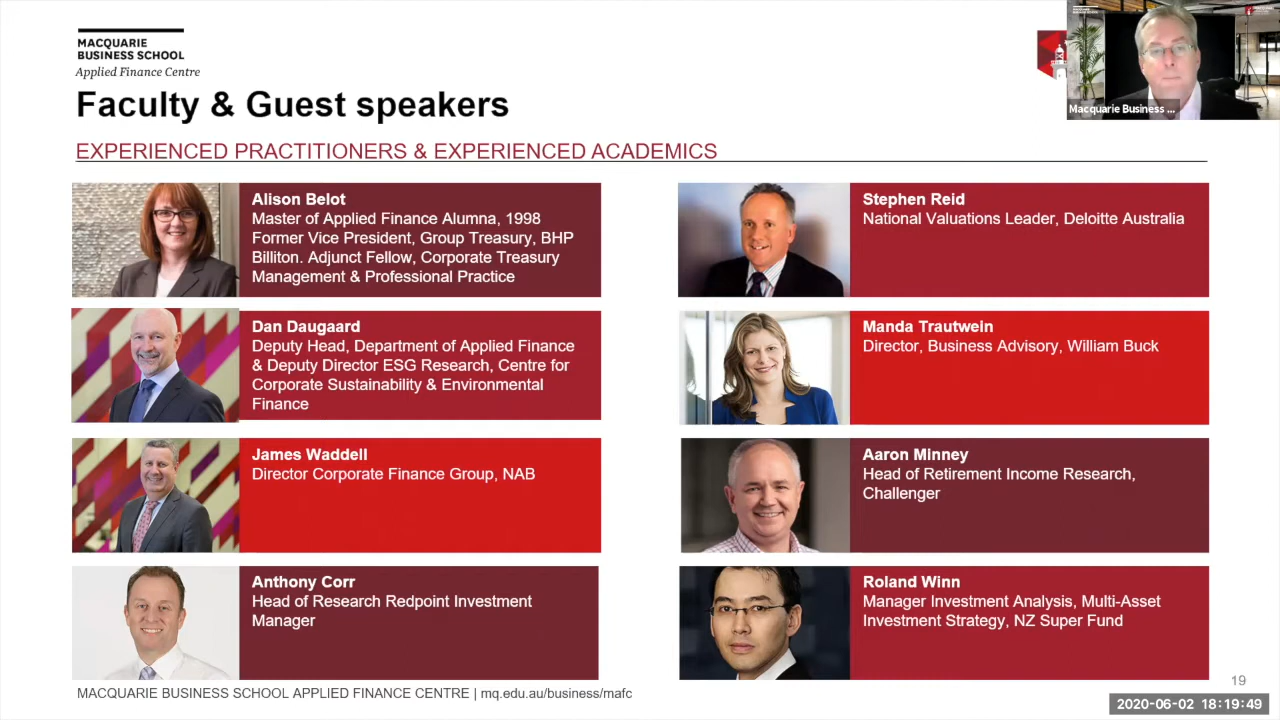 MACQUARIE
BUSINESS SCHOOL
Applied Finance Centre
Faculty & Guest speakers
EXPERIENCED PRACTITIONERS & EXPERIENCED ACADEMICS
Alison Belot
Master of Applied Finance Alumna, 1998
Former Vice President, Group Treasury, BHP
Billiton. Adjunct Fellow, Corporate Treasury
Management & Professional Practice
Dan Daugaard
Deputy Head, Department of Applied Finance
& Deputy Director ESG Research, Centre for
Corporate Sustainability & Environmental
Finance
James Waddell
Director Corporate Finance Group, NAB
Anthony Corr
Head of Research Redpoint Investment
Manager
Stephen Reid
National Valuations Leader, Deloitte Australia
Manda Trautwein
Director, Business Advisory, William Buck
Aaron Minney
Head of Retirement Income Research,
Challenger
Roland Winn
Manager Investment Analysis, Multi-Asset
Investment Strategy, NZ Super Fund
MACQUARIE BUSINESS SCHOOL APPLIED FINANCE CENTRE | mq.edu.au/business/mafc
19
Macquarie Business ...
2020-06-02 18:19:49